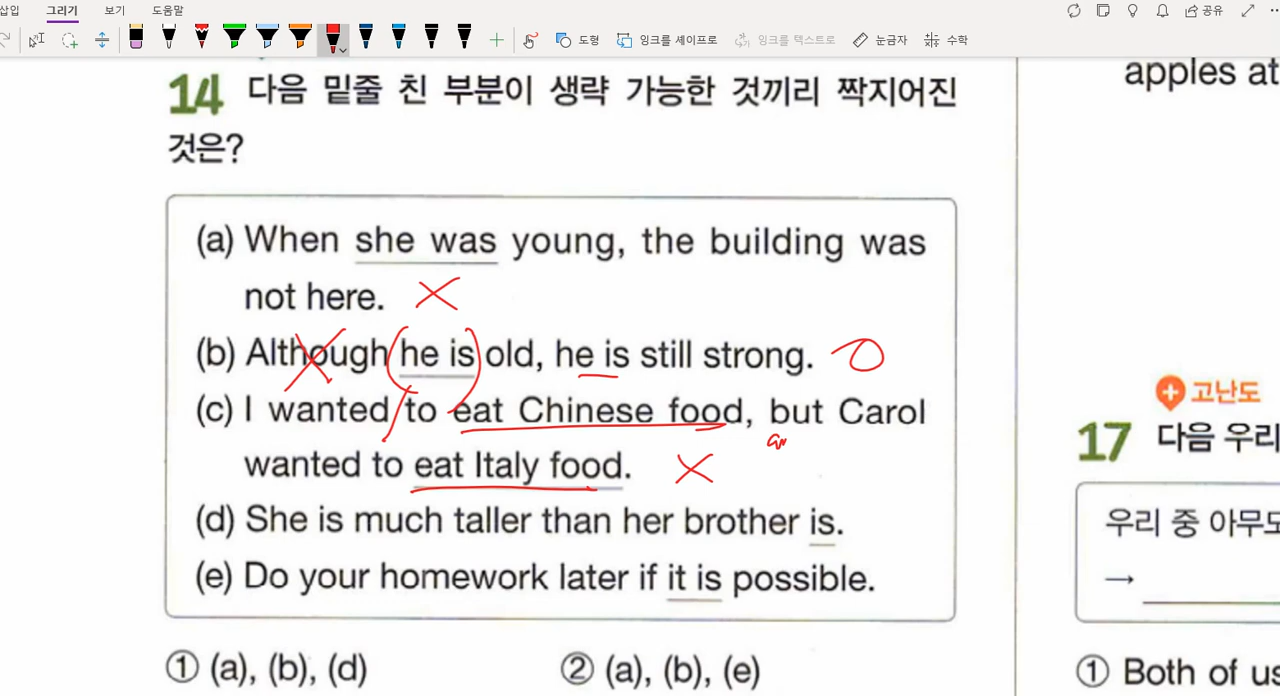 삽입 그리기 보기 도움말
공유
도형 잉크를 셰이프로 잉크를 텍스트로 눈금자 수학
14 다음 밑줄 친 부분이 생략 가능한 것끼리 짝지어진
것은?
(a) When she was young, the building was
not here.
(b) Although he is old, he is still strong.
(c) I wanted to eat Chinese food, but Carol
wanted to eat Italy food.
(d) She is much taller than her brother is.
(e) Do your homework later if it is possible.
① (a), (b), (d) ② (a), (b), (e)
apples at
고난도
17 다음 우리
우리 중 아무도
→
① Both of us